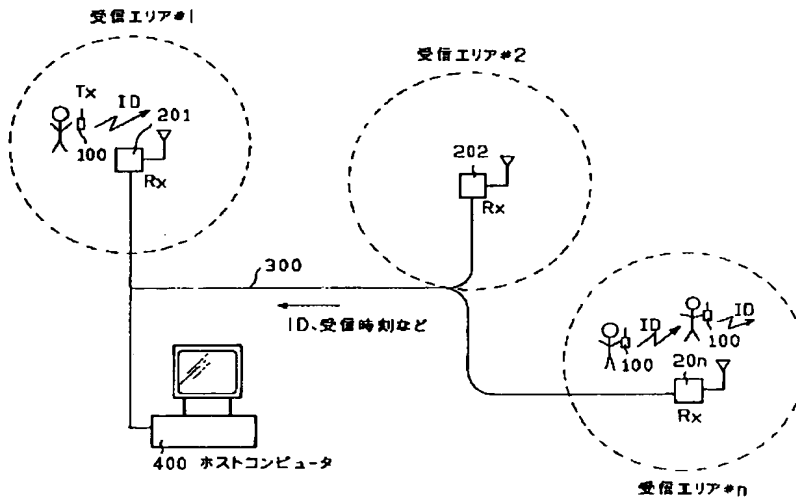 受信エリア#1
Tx
ID
201
100
Rx
受信エリア#2
202
Rx
300
ID、受信時刻など
ID
ID
100
100
20n
Rx
400 ホストコンピュータ
受信エリア#n